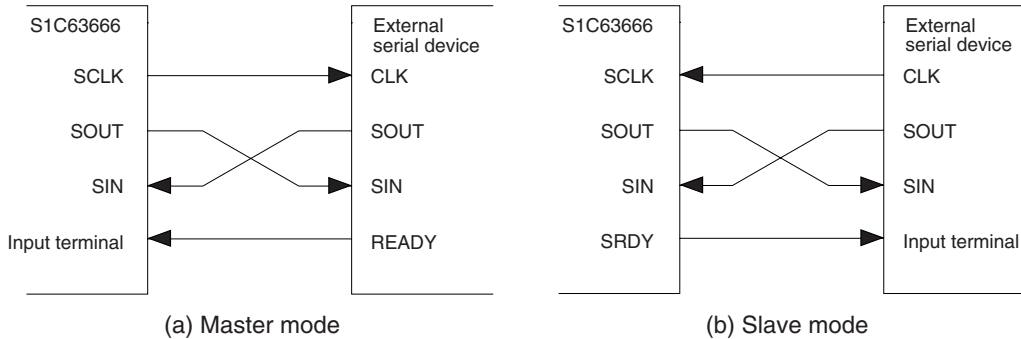 S1C63666
SCLK
SOUT
SIN
Input terminal
External
serial device
CLK
SOUT
SIN
READY
(a) Master mode
S1C63666
SCLK
SOUT
SIN
SRDY
External
serial device
CLK
SOUT
SIN
Input terminal
(b) Slave mode